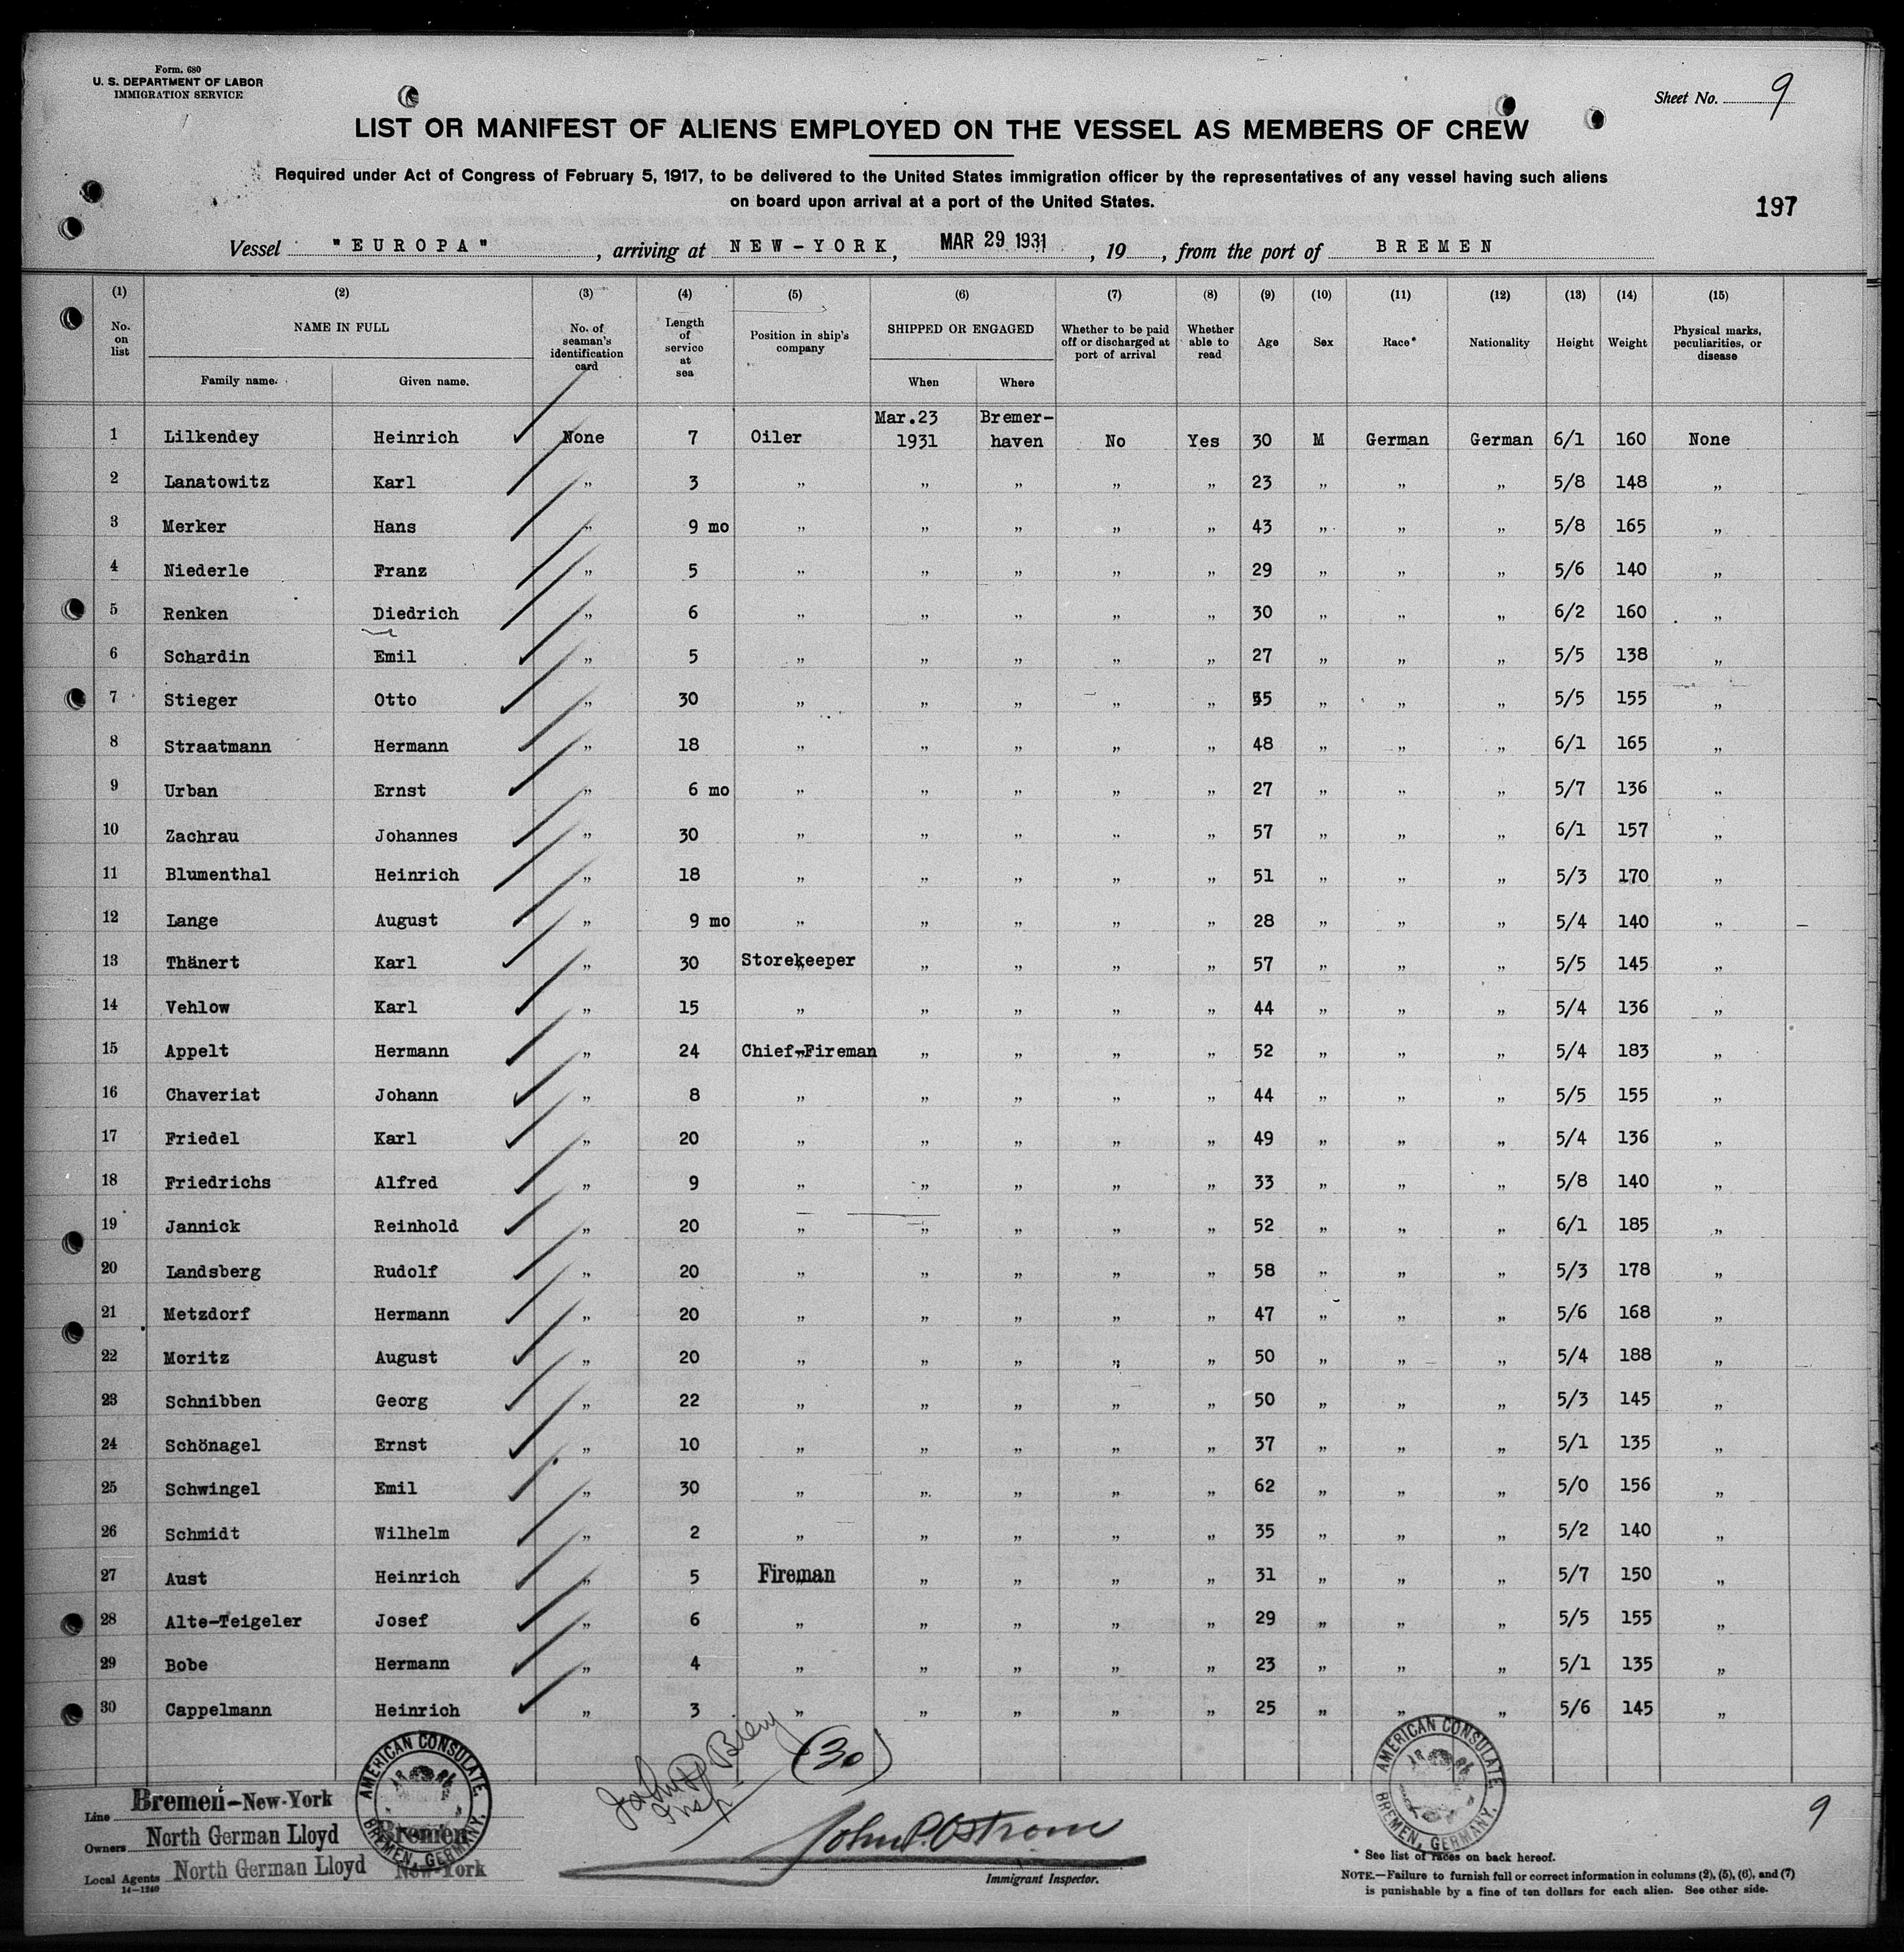 Form. 680
U. S. DEPARTMENT OF LABOR
IMMIGRATION SERVICE
Sheet No. 9
LIST OR MANIFEST OF ALIENS EMPLOYED ON THE VESSEL AS MEMBERS OF CREW
Required under Act of Congress of February 5, 1917, to be delivered to the United States immigration officer by the representatives of any vessel having such aliens
on board upon arrival at a port of the United States.
197
Vessel "EUROPA", arriving at NEW-YORK, MAR 29 1931, 19 , from the port of BREMEN
(1) (2) (3) (4) (5) (6) (7) (8) (9) (10) (11) (12) (13) (14) (15)
No. on list NAME IN FULL Family name. Given name. No. of seaman's identification card Length of service at sea Position in ship's company SHIPPED OR ENGAGED When Where Whether to be paid off or discharged at port of arrival Whether able to read Age Sex Race* Nationality Height Weight Physical marks, peculiarities, or disease
1 Lilkendey Heinrich None 7 Oiler Mar.23 1931 Bremer-haven No Yes 30 M German German 6/1 160 None
2 Lanatowitz Karl " 3 " " " " " 23 " " " 5/8 148 "
3 Merker Hans " 9 mo " " " " " 43 " " " 5/8 165 "
4 Niederle Franz " 5 " " " " " 29 " " " 5/6 140 "
5 Renken Diedrich " 6 " " " " " 30 " " " 6/2 160 "
6 Schardin Emil " 5 " " " " " 27 " " " 5/5 138 "
7 Stieger Otto " 30 " " " " " 55 " " " 5/5 155 "
8 Straatmann Hermann " 18 " " " " " 48 " " " 6/1 165 "
9 Urban Ernst " 6 mo " " " " " 27 " " " 5/7 136 "
10 Zachrau Johannes " 30 " " " " " 57 " " " 6/1 157 "
11 Blumenthal Heinrich " 18 " " " " " 51 " " " 5/3 170 "
12 Lange August " 9 mo " " " " " 28 " " " 5/4 140 "
13 Thänert Karl " 30 Storekeeper " " " " 57 " " " 5/5 145 "
14 Vehlow Karl " 15 " " " " " 44 " " " 5/4 136 "
15 Appelt Hermann " 24 Chief-Fireman " " " " 52 " " " 5/4 183 "
16 Chaveriat Johann " 8 " " " " " 44 " " " 5/5 155 "
17 Friedel Karl " 20 " " " " " 49 " " " 5/4 136 "
18 Friedrichs Alfred " 9 " " " " " 33 " " " 5/8 140 "
19 Jannick Reinhold " 20 " " " " " 52 " " " 6/1 185 "
20 Landsberg Rudolf " 20 " " " " " 58 " " " 5/3 178 "
21 Metzdorf Hermann " 20 " " " " " 47 " " " 5/6 168 "
22 Moritz August " 20 " " " " " 50 " " " 5/4 188 "
23 Schnibben Georg " 22 " " " " " 50 " " " 5/3 145 "
24 Schönagel Ernst " 10 " " " " " 37 " " " 5/1 135 "
25 Schwingel Emil " 30 " " " " " 62 " " " 5/0 156 "
26 Schmidt Wilhelm " 2 " " " " " 35 " " " 5/2 140 "
27 Aust Heinrich " 5 Fireman " " " " 31 " " " 5/7 150 "
28 Alte-Teigeler Josef " 6 " " " " " 29 " " " 5/5 155 "
29 Bobe Hermann " 4 " " " " " 23 " " " 5/1 135 "
30 Cappelmann Heinrich " 3 " " " " " 25 " " " 5/6 145 "
(30)
Line Bremen-New-York
Owners North German Lloyd Bremen
Local Agents North German Lloyd New-York
14-1240
AMERICAN CONSULATE, BREMEN, GERMANY.
John P
Insp
John P. Ostrom
Immigrant Inspector.
AMERICAN CONSULATE, BREMEN, GERMANY.
9
* See list of races on back hereof.
NOTE.—Failure to furnish full or correct information in columns (2), (5), (6), and (7)
is punishable by a fine of ten dollars for each alien. See other side.